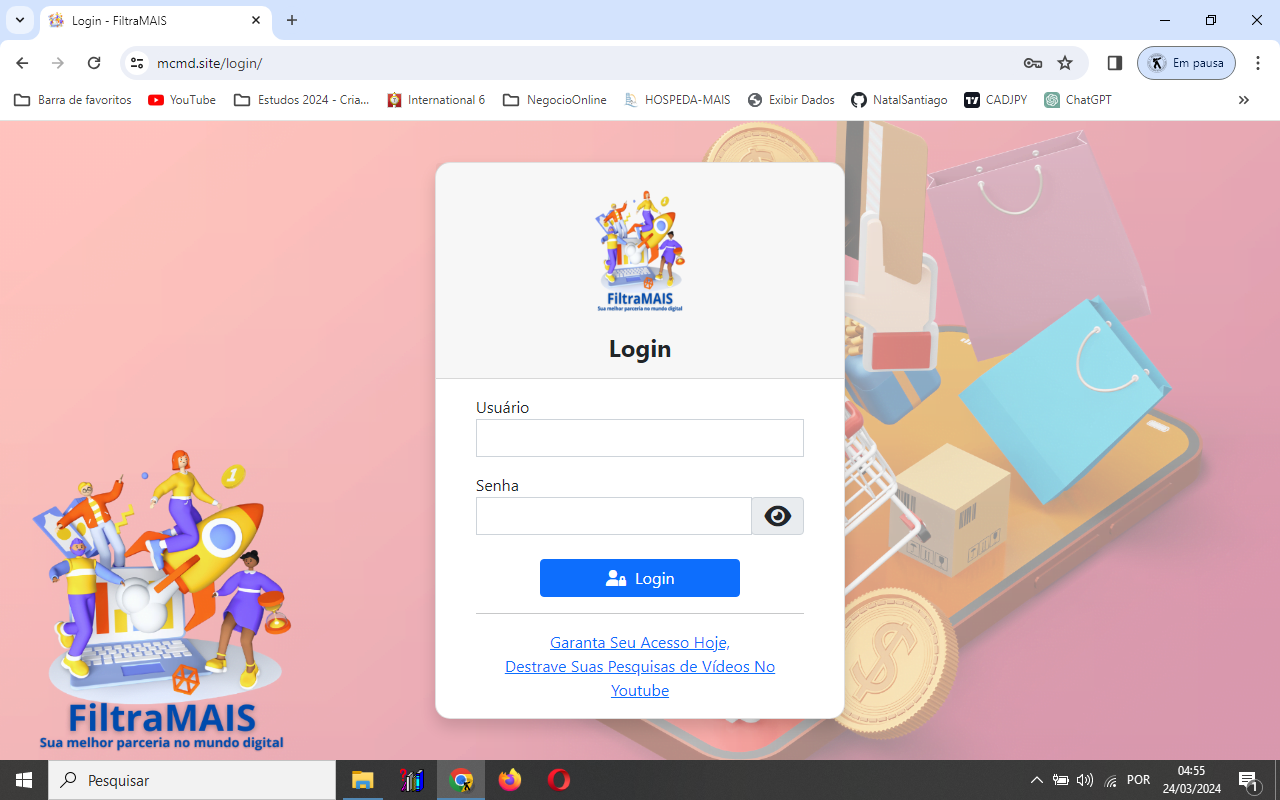 Login - FiltraMAIS
mcmd.site/login/
Em pausa
Barra de favoritos
YouTube
Estudos 2024 - Cria...
International 6
NegocioOnline
HOSPEDA-MAIS
Exibir Dados
NatalSantiago
CADJPY
ChatGPT
FiltraMAIS
Sua melhor parceria no mundo digital
Login
Usuário
Senha
Login
Garanta Seu Acesso Hoje,
Destrave Suas Pesquisas de Vídeos No
Youtube
1
FiltraMAIS
Sua melhor parceria no mundo digital
Pesquisar
POR
04:55
24/03/2024
1